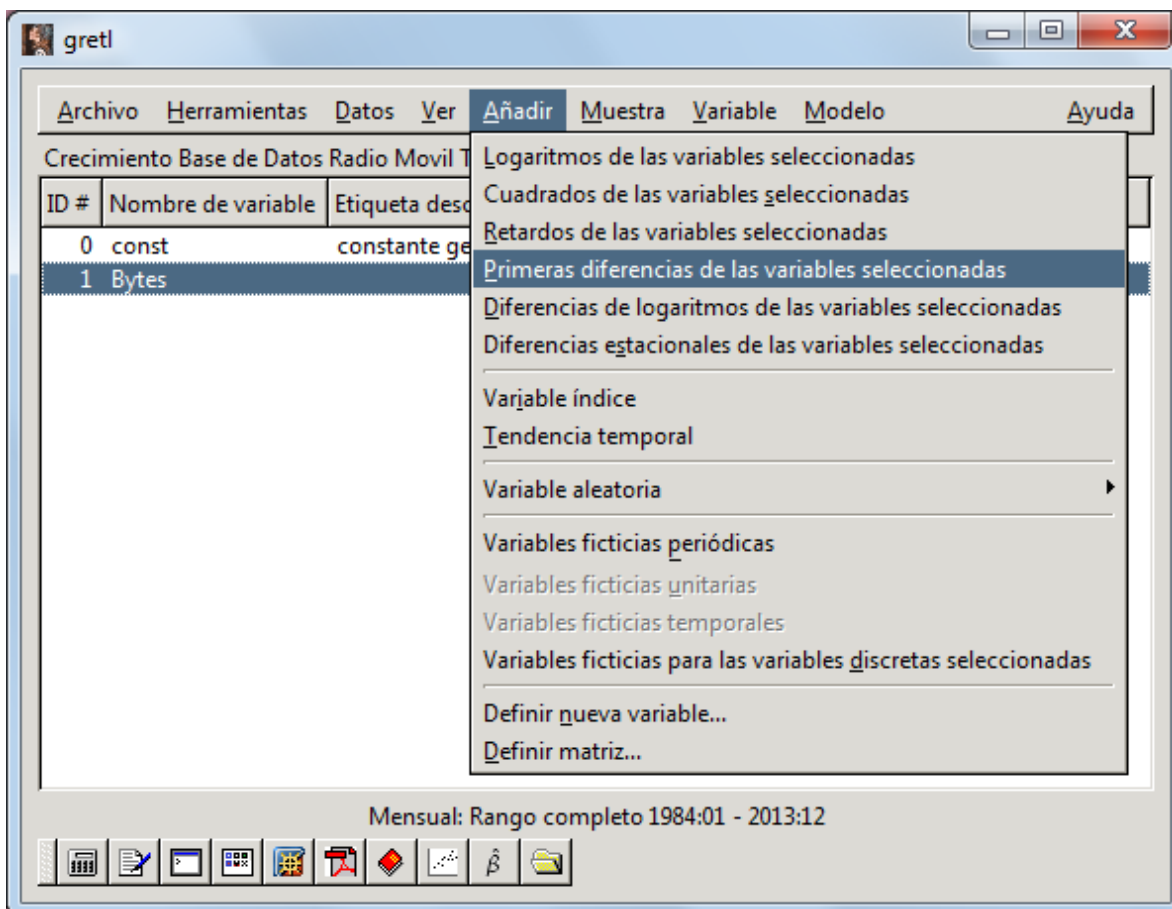 gretl
Archivo Herramientas Datos Ver Añadir Muestra Variable Modelo Ayuda
Crecimiento Base de Datos Radio Movil T
ID # Nombre de variable Etiqueta desc
0 const constante ge
1 Bytes
Logaritmos de las variables seleccionadas
Cuadrados de las variables seleccionadas
Retardos de las variables seleccionadas
Primeras diferencias de las variables seleccionadas
Diferencias de logaritmos de las variables seleccionadas
Diferencias estacionales de las variables seleccionadas
Variable índice
Tendencia temporal
Variable aleatoria
Variables ficticias periódicas
Variables ficticias unitarias
Variables ficticias temporales
Variables ficticias para las variables discretas seleccionadas
Definir nueva variable...
Definir matriz...
Mensual: Rango completo 1984:01 - 2013:12
β̂